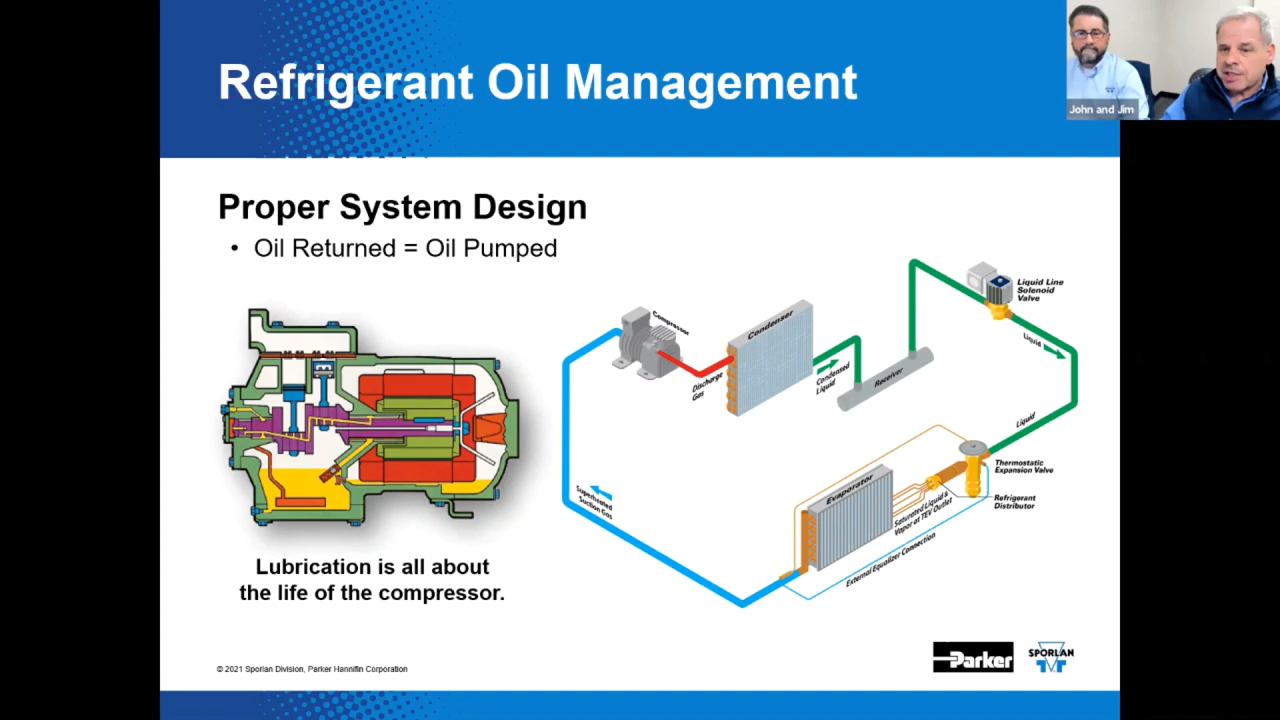 Refrigerant Oil Management
John and Jim
Proper System Design
• Oil Returned = Oil Pumped
Liquid Line
Solenoid
Valve
Compressor
Condenser
Liquid
Discharge
Gas
Condensed
Liquid
Receiver
Liquid
Thermostatic
Expansion Valve
Evaporator
Refrigerant
Distributor
Superheated
Suction Gas
Saturated Liquid &
Vapor at TEV Outlet
External Equalizer Connection
Lubrication is all about
the life of the compressor.
© 2021 Sporlan Division, Parker Hannifin Corporation
Parker
SPORLAN